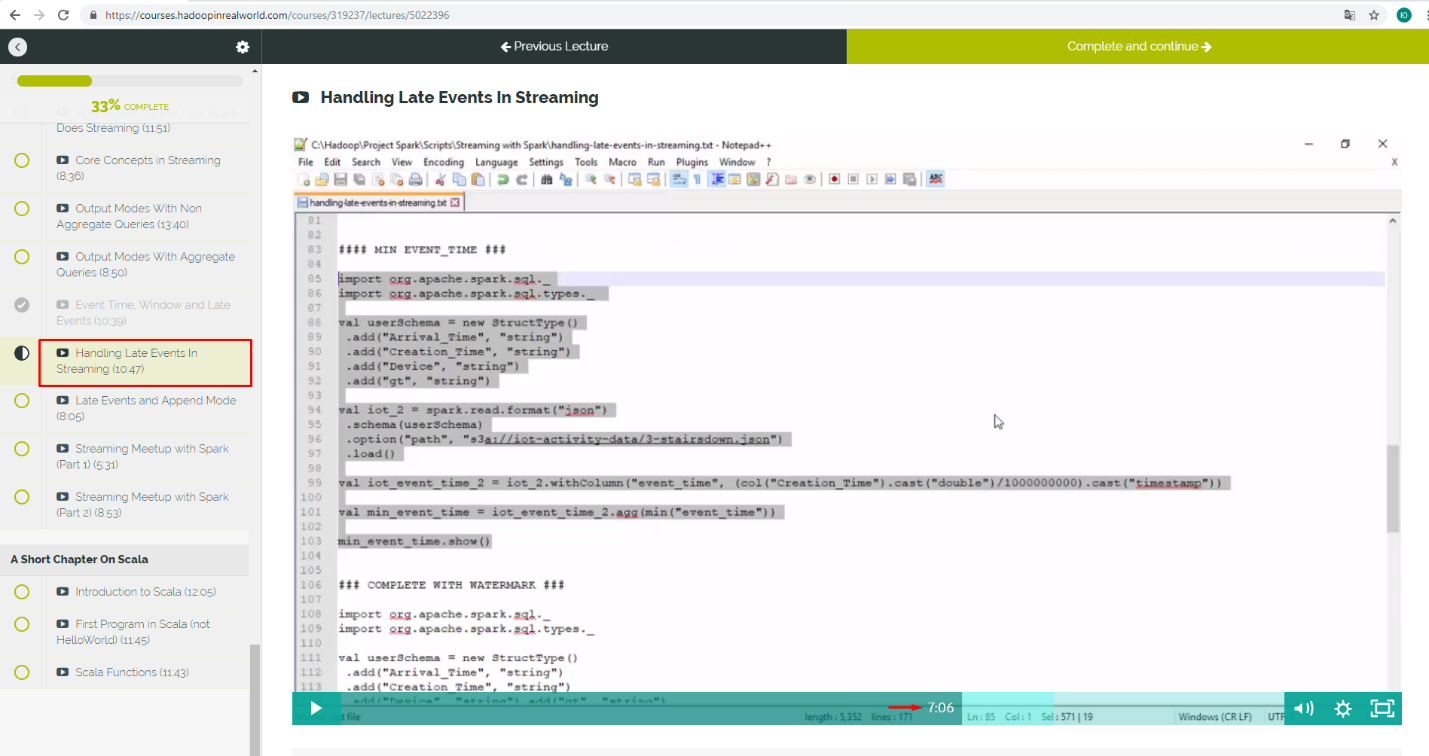 https://courses.hadoopinrealworld.com/courses/319237/lectures/5022396
IO
Previous Lecture
Complete and continue
33% COMPLETE
Does Streaming (11:51)
Core Concepts in Streaming
(8:36)
Output Modes With Non
Aggregate Queries (13:40)
Output Modes With Aggregate
Queries (8:50)
Event Time, Window and Late
Events (10:39)
Handling Late Events In
Streaming (10:47)
Late Events and Append Mode
(8:05)
Streaming Meetup with Spark
(Part 1) (5:31)
Streaming Meetup with Spark
(Part 2) (8:53)
A Short Chapter On Scala
Introduction to Scala (12:05)
First Program in Scala (not
HelloWorld) (11:45)
Scala Functions (11:43)
Handling Late Events In Streaming
C:\Hadoop\Project Spark\Scripts\Streaming with Spark\handling-late-events-in-streaming.txt - Notepad++
File Edit Search View Encoding Language Settings Tools Macro Run Plugins Window ? X
ABC
handling-late-events-in-streaming.txt
81
82
83 #### MIN EVENT_TIME ###
84
85 import org.apache.spark.sql._
86 import org.apache.spark.sql.types._
87
88 val userSchema = new StructType()
89 .add("Arrival_Time", "string")
90 .add("Creation_Time", "string")
91 .add("Device", "string")
92 .add("gt", "string")
93
94 val iot_2 = spark.read.format("json")
95 .schema(userSchema)
96 .option("path", "s3a://iot-activity-data/3-stairsdown.json")
97 .load()
98
99 val iot_event_time_2 = iot_2.withColumn("event_time", (col("Creation_Time").cast("double")/1000000000).cast("timestamp"))
100
101 val min_event_time = iot_event_time_2.agg(min("event_time"))
102
103 min_event_time.show()
104
105
106 ### COMPLETE WITH WATERMARK ###
107
108 import org.apache.spark.sql._
109 import org.apache.spark.sql.types._
110
111 val userSchema = new StructType()
112 .add("Arrival_Time", "string")
113 .add("Creation_Time", "string")
.add("Device", "string").add("gt", "string")
7:06
file length : 5,352 lines : 171 Ln : 85 Col : 1 Sel : 571 | 19 Windows (CR LF) UTF